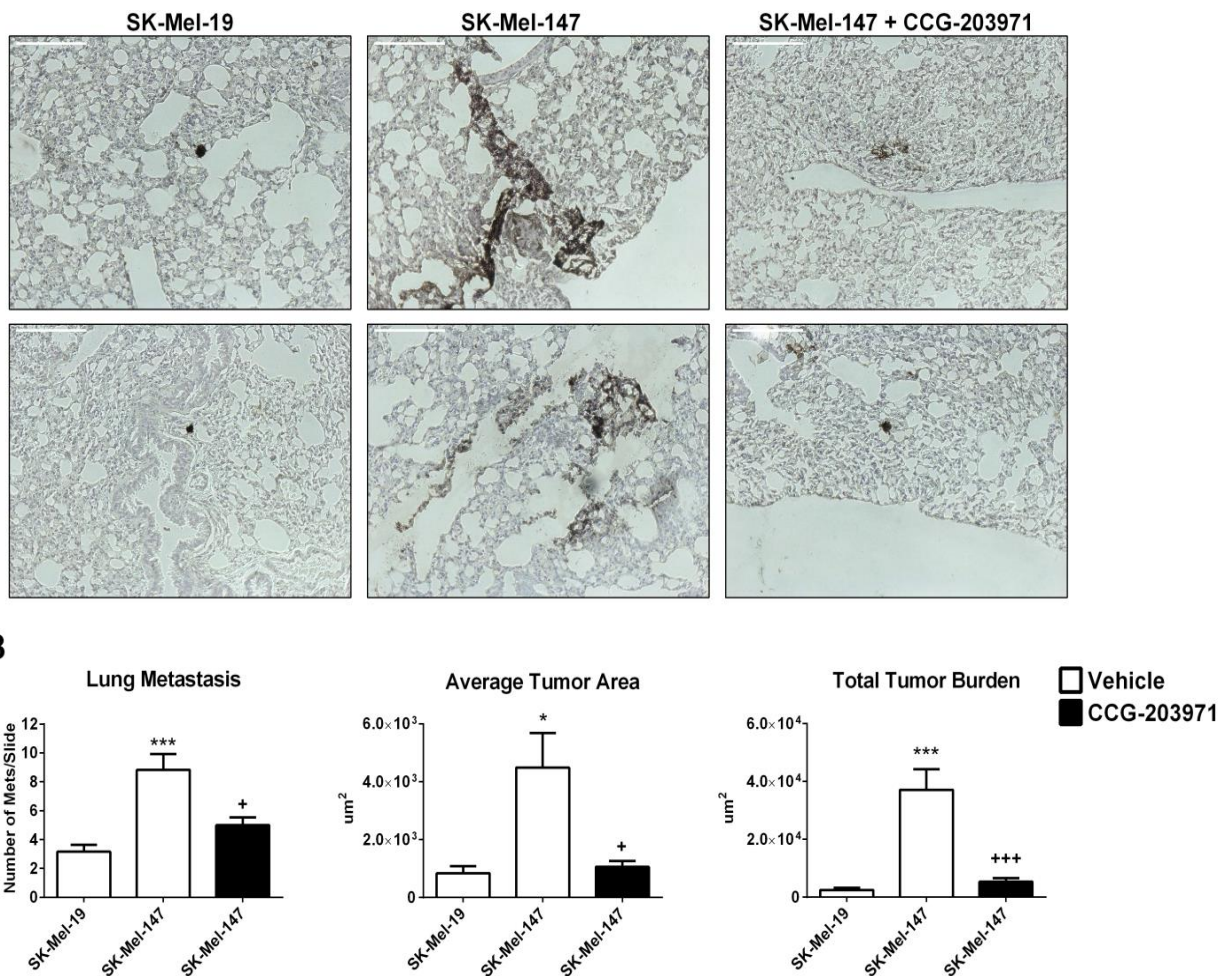 SK-Mel-19 SK-Mel-147 SK-Mel-147 + CCG-203971
B
Lung Metastasis Average Tumor Area Total Tumor Burden
Vehicle
CCG-203971
Number of Mets/Slide
12
10
8
6
4
2
0
***
+
SK-Mel-19 SK-Mel-147 SK-Mel-147
um²
6.0×10³
4.0×10³
2.0×10³
0
*
+
SK-Mel-19 SK-Mel-147 SK-Mel-147
um²
6.0×10⁴
4.0×10⁴
2.0×10⁴
0
***
+++
SK-Mel-19 SK-Mel-147 SK-Mel-147